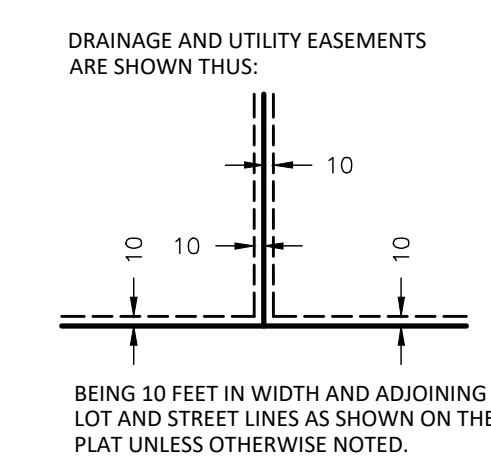 DRAINAGE AND UTILITY EASEMENTS
ARE SHOWN THUS:
10
10
10
10
BEING 10 FEET IN WIDTH AND ADJOINING
LOT AND STREET LINES AS SHOWN ON THE
PLAT UNLESS OTHERWISE NOTED.